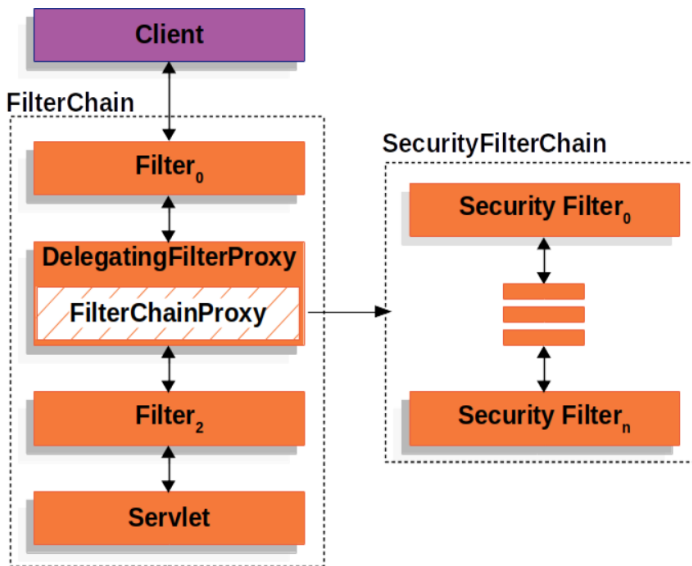 Client
FilterChain
Filter0
DelegatingFilterProxy
FilterChainProxy
Filter2
Servlet
SecurityFilterChain
Security Filter0
Security Filtern